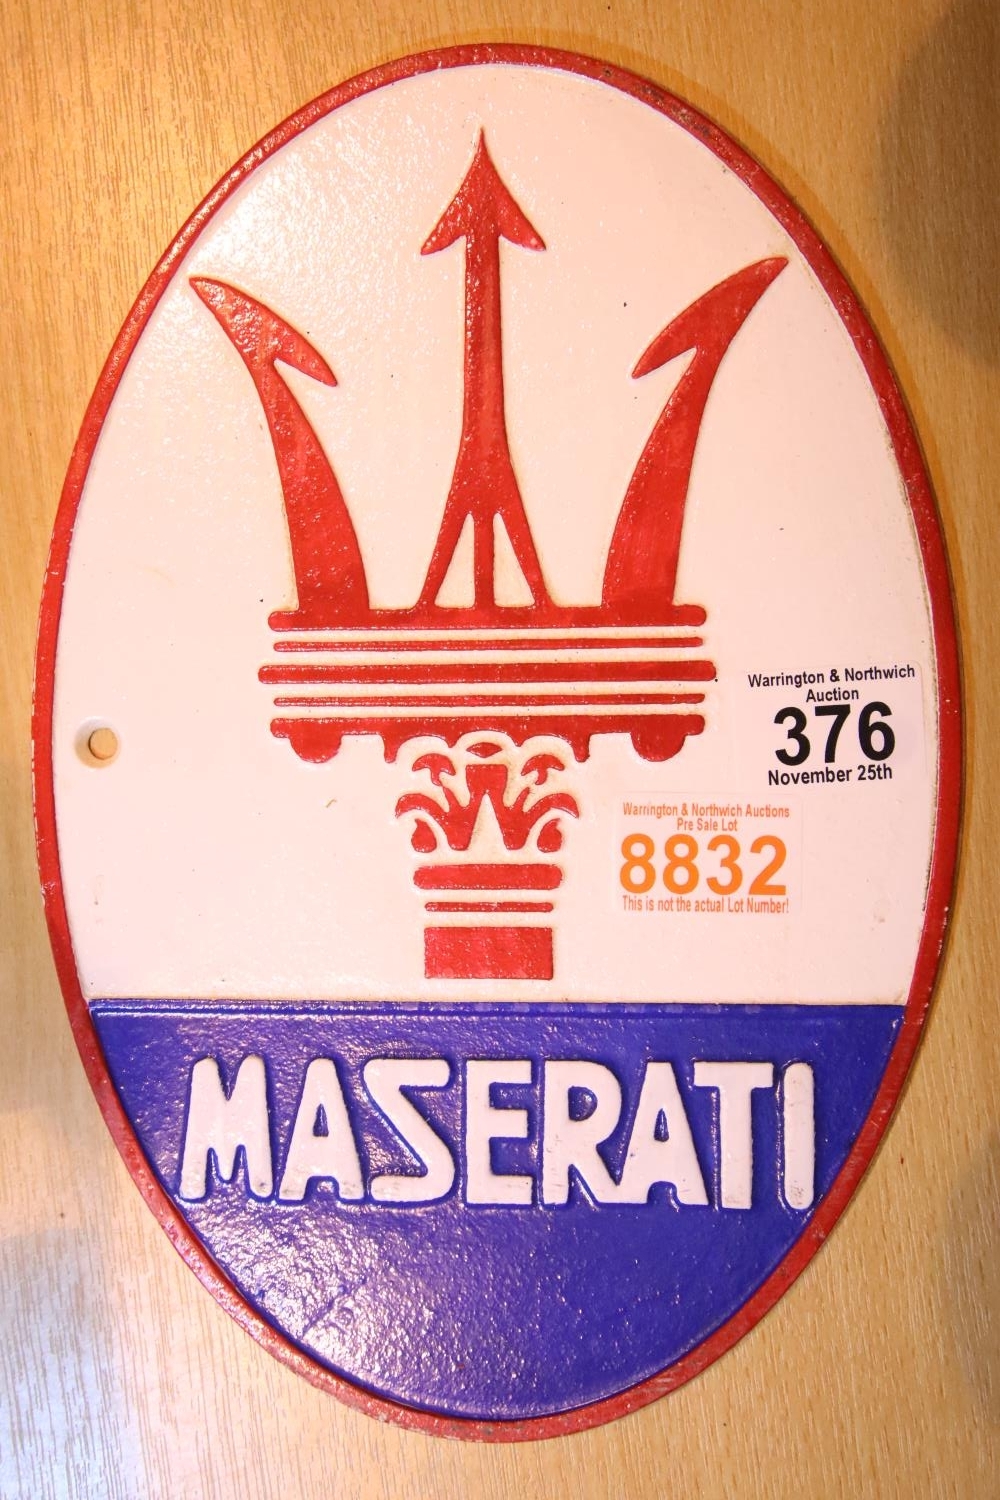 Warrington & Northwich
Auction
376
November 25th
Warrington & Northwich Auctions
Pre Sale Lot
8832
This is not the actual Lot Number!
MASERATI